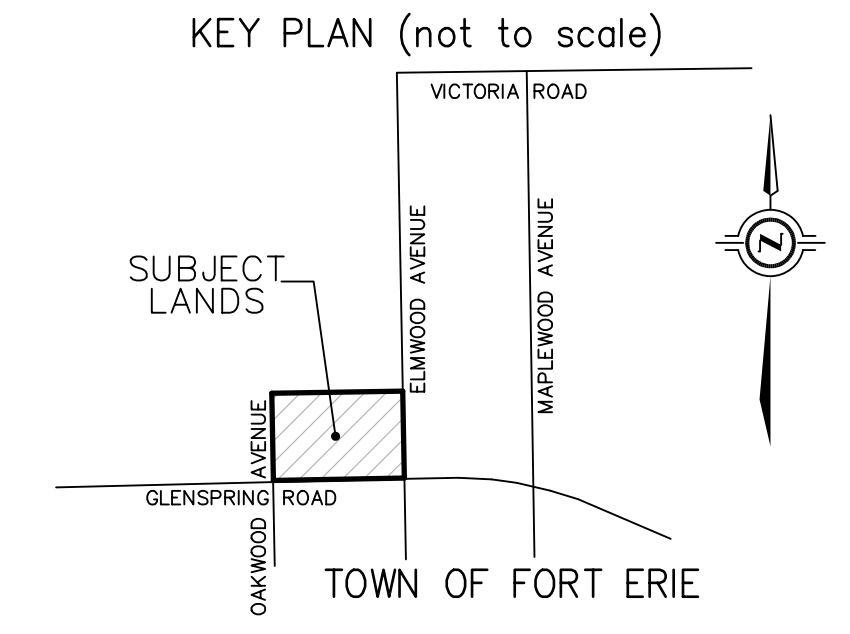 KEY PLAN (not to scale)
VICTORIA ROAD
ELMWOOD AVENUE
MAPLEWOOD AVENUE
N
SUBJECT
LANDS
OAKWOOD AVENUE
GLENSPRING ROAD
TOWN OF FORT ERIE